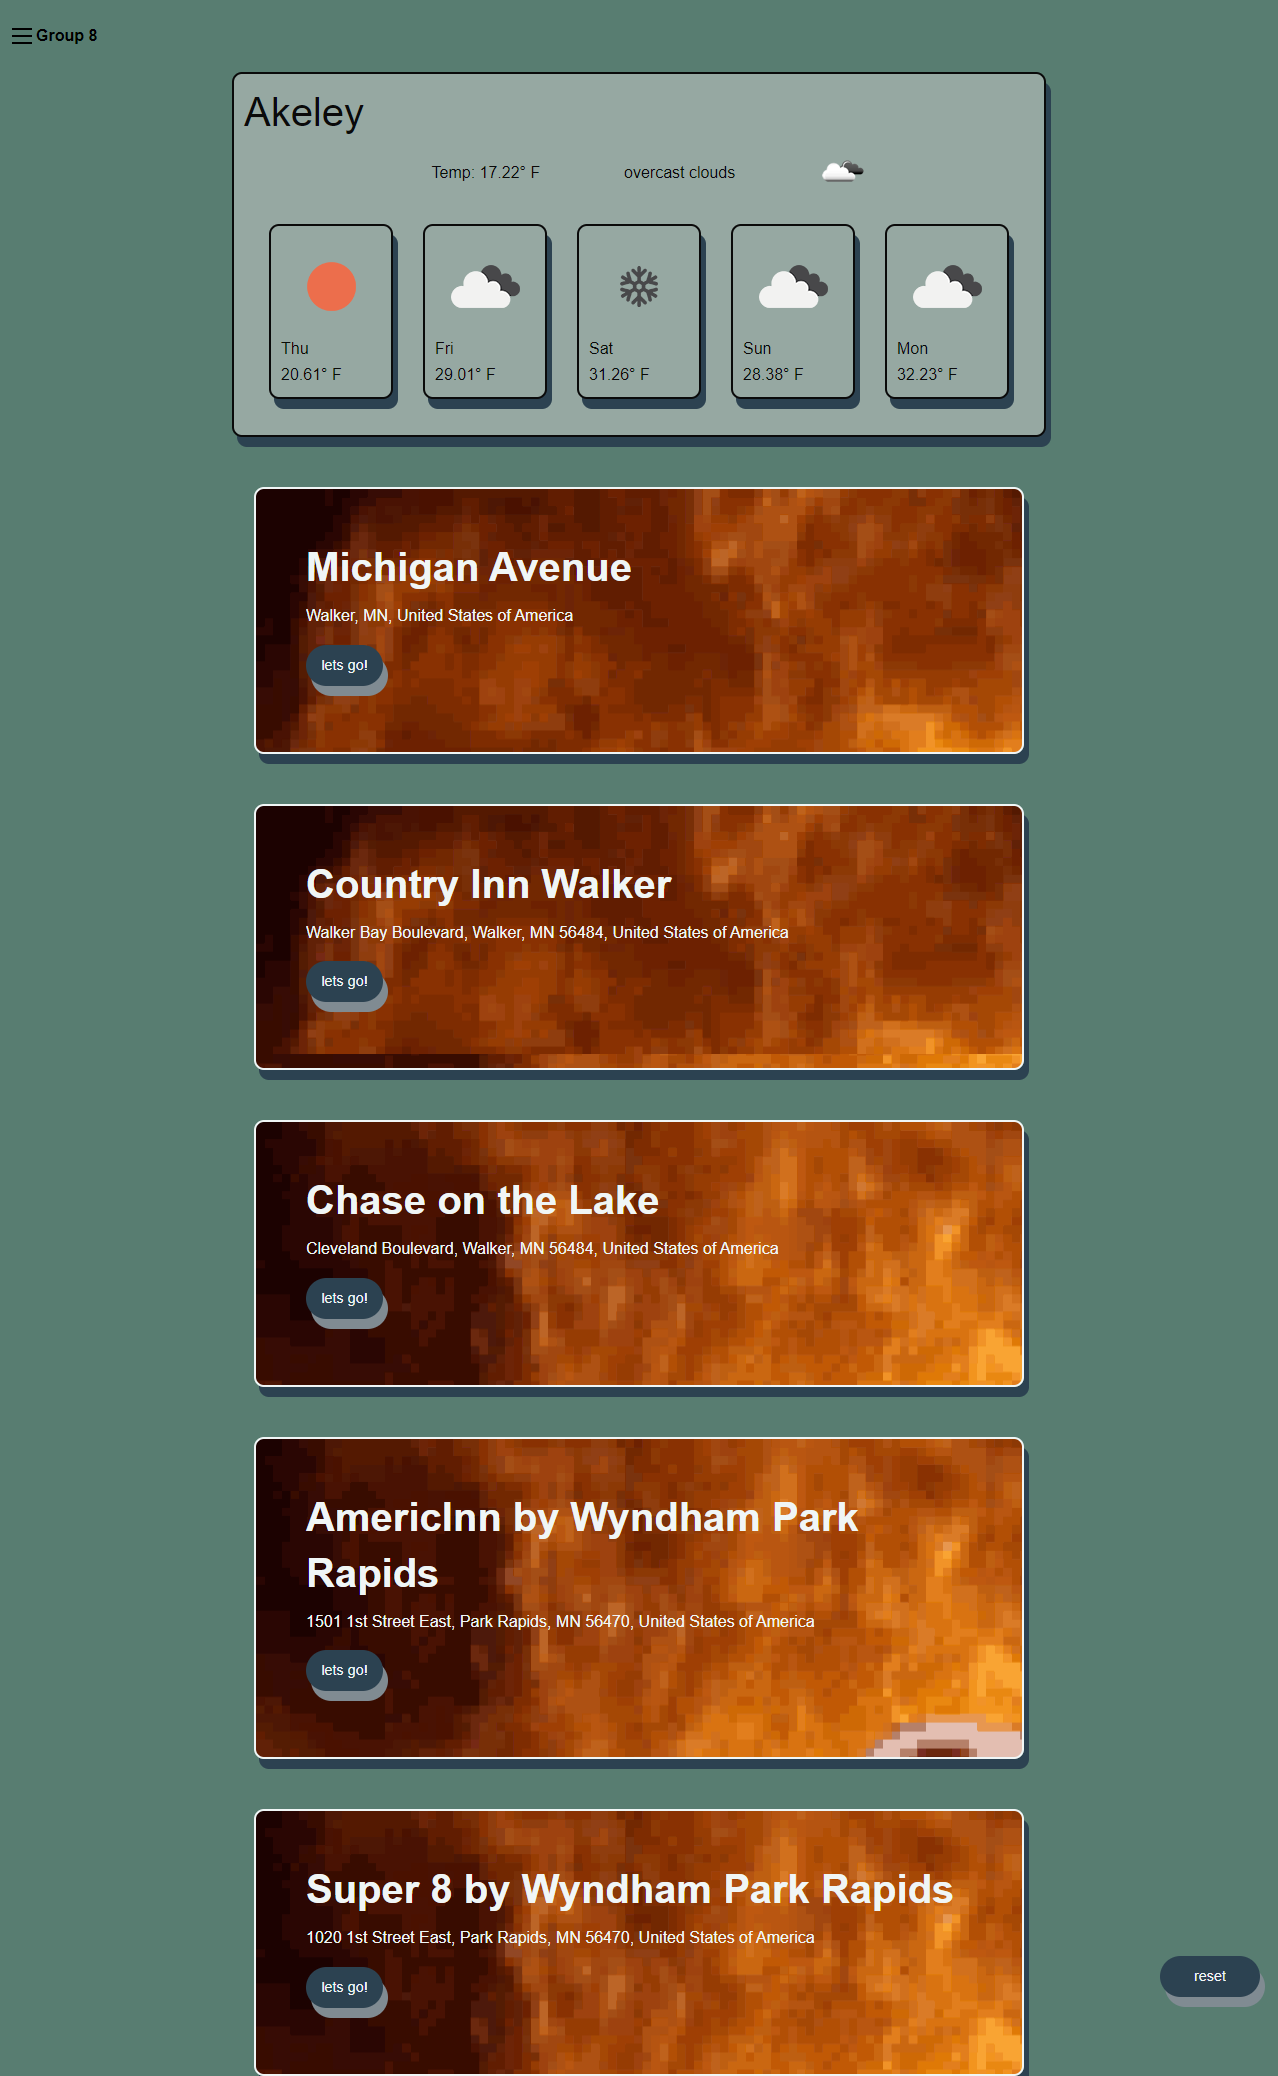 Group 8
Akeley
Temp: 17.22° F overcast clouds
Thu Fri Sat Sun Mon
20.61° F 29.01° F 31.26° F 28.38° F 32.23° F
Michigan Avenue
Walker, MN, United States of America
lets go!
Country Inn Walker
Walker Bay Boulevard, Walker, MN 56484, United States of America
lets go!
Chase on the Lake
Cleveland Boulevard, Walker, MN 56484, United States of America
lets go!
AmericInn by Wyndham Park
Rapids
1501 1st Street East, Park Rapids, MN 56470, United States of America
lets go!
Super 8 by Wyndham Park Rapids
1020 1st Street East, Park Rapids, MN 56470, United States of America
lets go!
reset